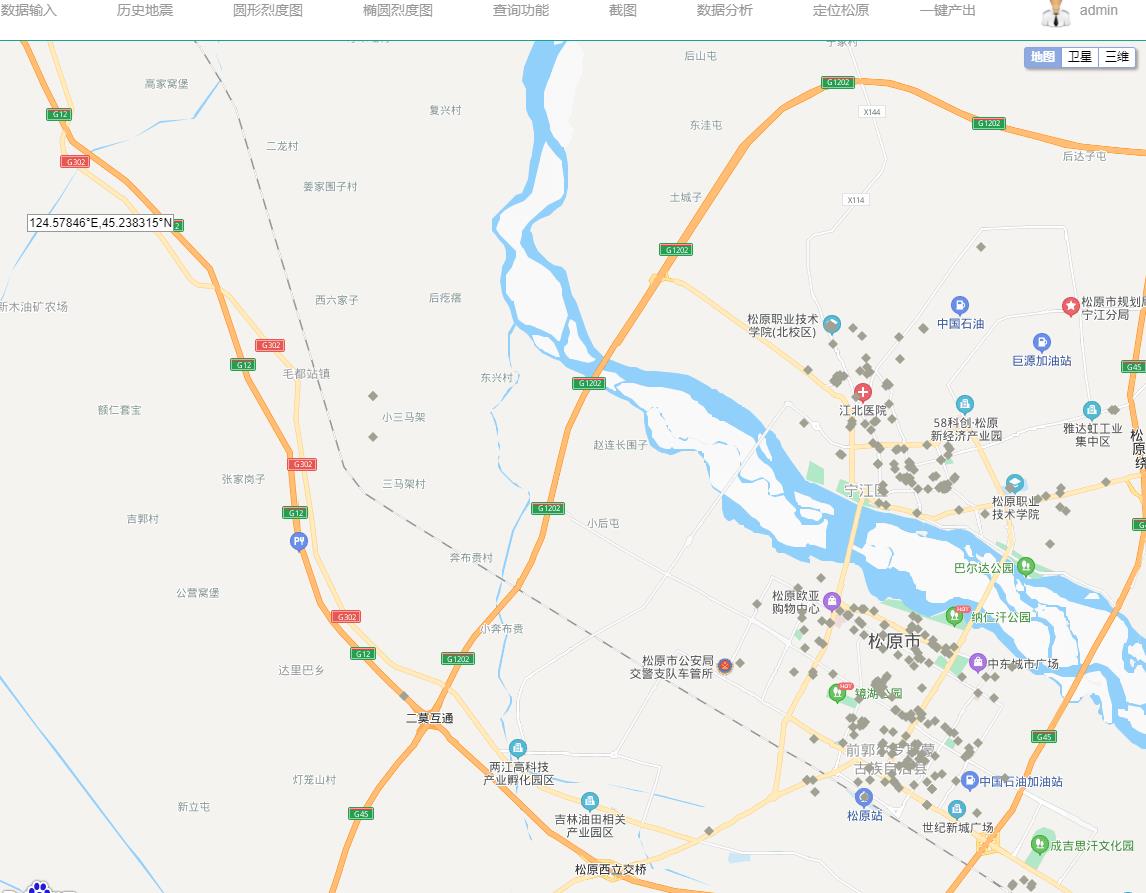 数据输入 历史地震 圆形烈度图 椭圆烈度图 查询功能 截图 数据分析 定位松原 一键产出 admin
地图 卫星 三维
后山屯
高家窝堡
G1202
复兴村
X144
G12
东洼屯
G1202
二龙村
后达子屯
G302
姜家围子村
土城子
X114
124.57846°E,45.238315°N
G1202
西六家子
后疙瘩
新木油矿农场
松原职业技术
学院(北校区)
中国石油
松原市规划局
宁江分局
G302
巨源加油站
G12
毛都站镇
东兴村
G1202
G45
额仁套宝
小三马架
江北医院
58科创·松原
新经济产业园
雅达虹工业
集中区
赵连长围子
松
原
绕
G302
张家岗子
三马架村
宁江区
松原职业
技术学院
G12
吉郭村
G1202
小后屯
奔布贵村
巴尔达公园
公营窝堡
松原欧亚
购物中心
HOT
纳仁汗公园
G302
小奔布贵
松原市
G12
G1202
松原市公安局
交警支队车管所
中东城市广场
达里巴乡
HOT
镜湖公园
二莫互通
G45
前郭尔罗斯蒙
古族自治县
两江高科技
产业孵化园区
灯笼山村
中国石油加油站
新立屯
G45
吉林油田相关
产业园区
松原站
世纪新城广场
成吉思汗文化园
松原西立交桥